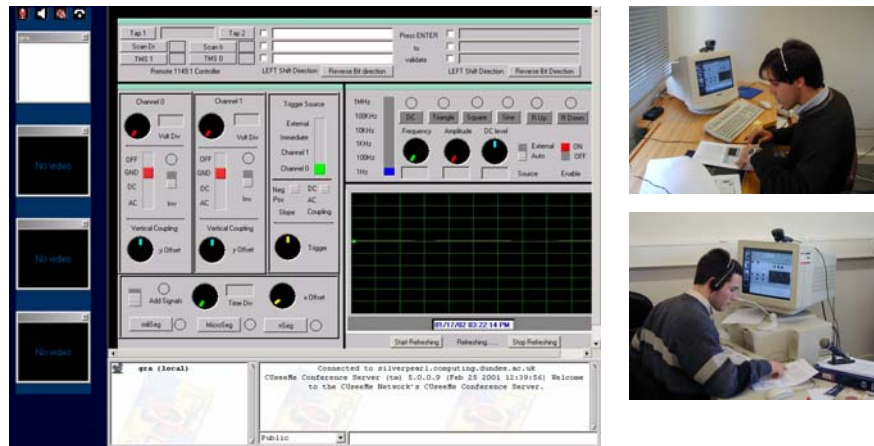 Tap 1
Tap 2
Scan Dr
Scan Ir
TMS 1
TMS 0
Remote 1149.1 Controller
LEFT Shift Direction
Reverse Bit direction
Press ENTER
to
validate
LEFT Shift Direction
Reverse Bit Direction
gra
No video
No video
No video
Channel 0
Volt Div
OFF
GND
DC
AC
Inv
Vertical Coupling
y Offset
Channel 1
Volt Div
OFF
GND
DC
AC
Inv
Vertical Coupling
y Offset
Trigger Source
External
Immediate
Channel 1
Channel 0
Neg
Pos
DC
AC
Slope
Coupling
Trigger
Add Signals
Time Div
x Offset
miliSeg
MicroSeg
nSeg
1MHz
100KHz
10KHz
1KHz
100Hz
1Hz
DC
Triangle
Square
Sine
R Up
R Down
Frequency
Amplitude
DC level
External
Auto
ON
OFF
Source
Enable
01/17/02 03:22:14 PM
Start Refreshing
Refreshing......
Stop Refreshing
gra (local)
Connected to silverpearl.computing.dundee.ac.uk
CUseeMe Conference Server (tm) 5.0.0.9 (Feb 25 2001 12:39:56) Welcome
to the CUseeMe Network's CUseeMe Conference Server.
Public